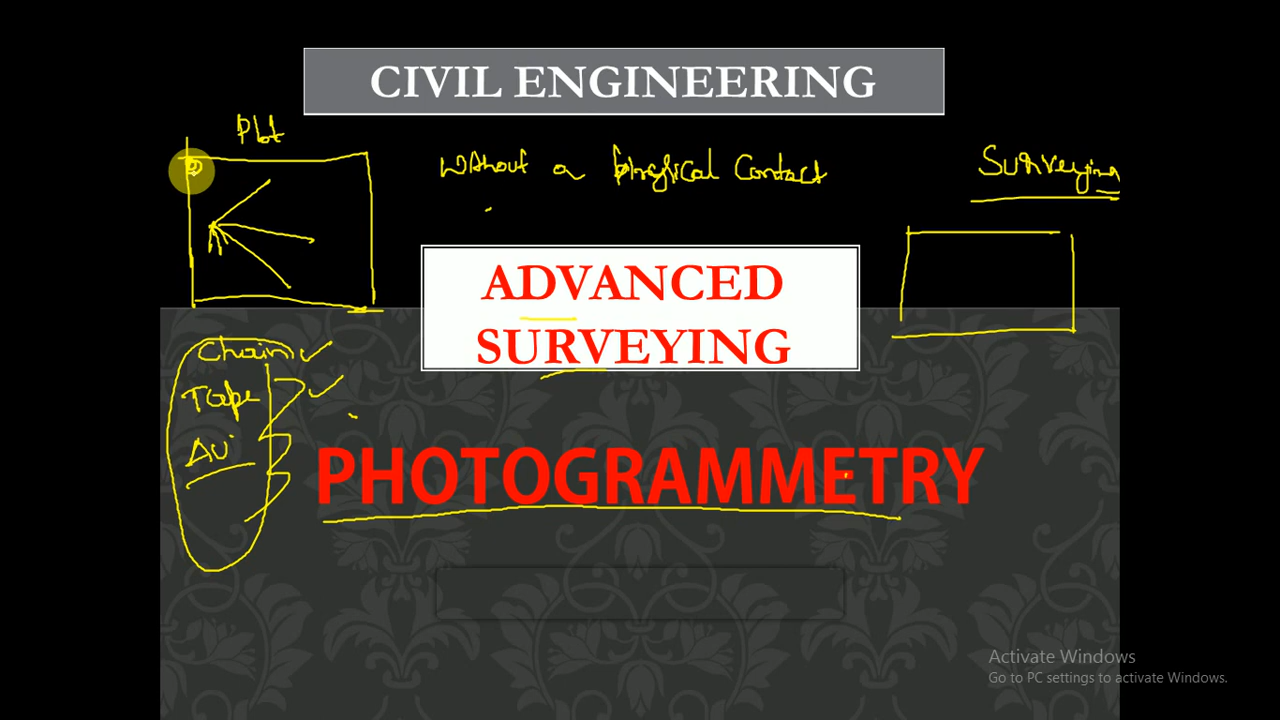 CIVIL ENGINEERING
Plot
Without a physical Contact
Surveying
ADVANCED
SURVEYING
Chain
Tape
PHOTOGRAMMETRY
Activate Windows
Go to PC settings to activate Windows.